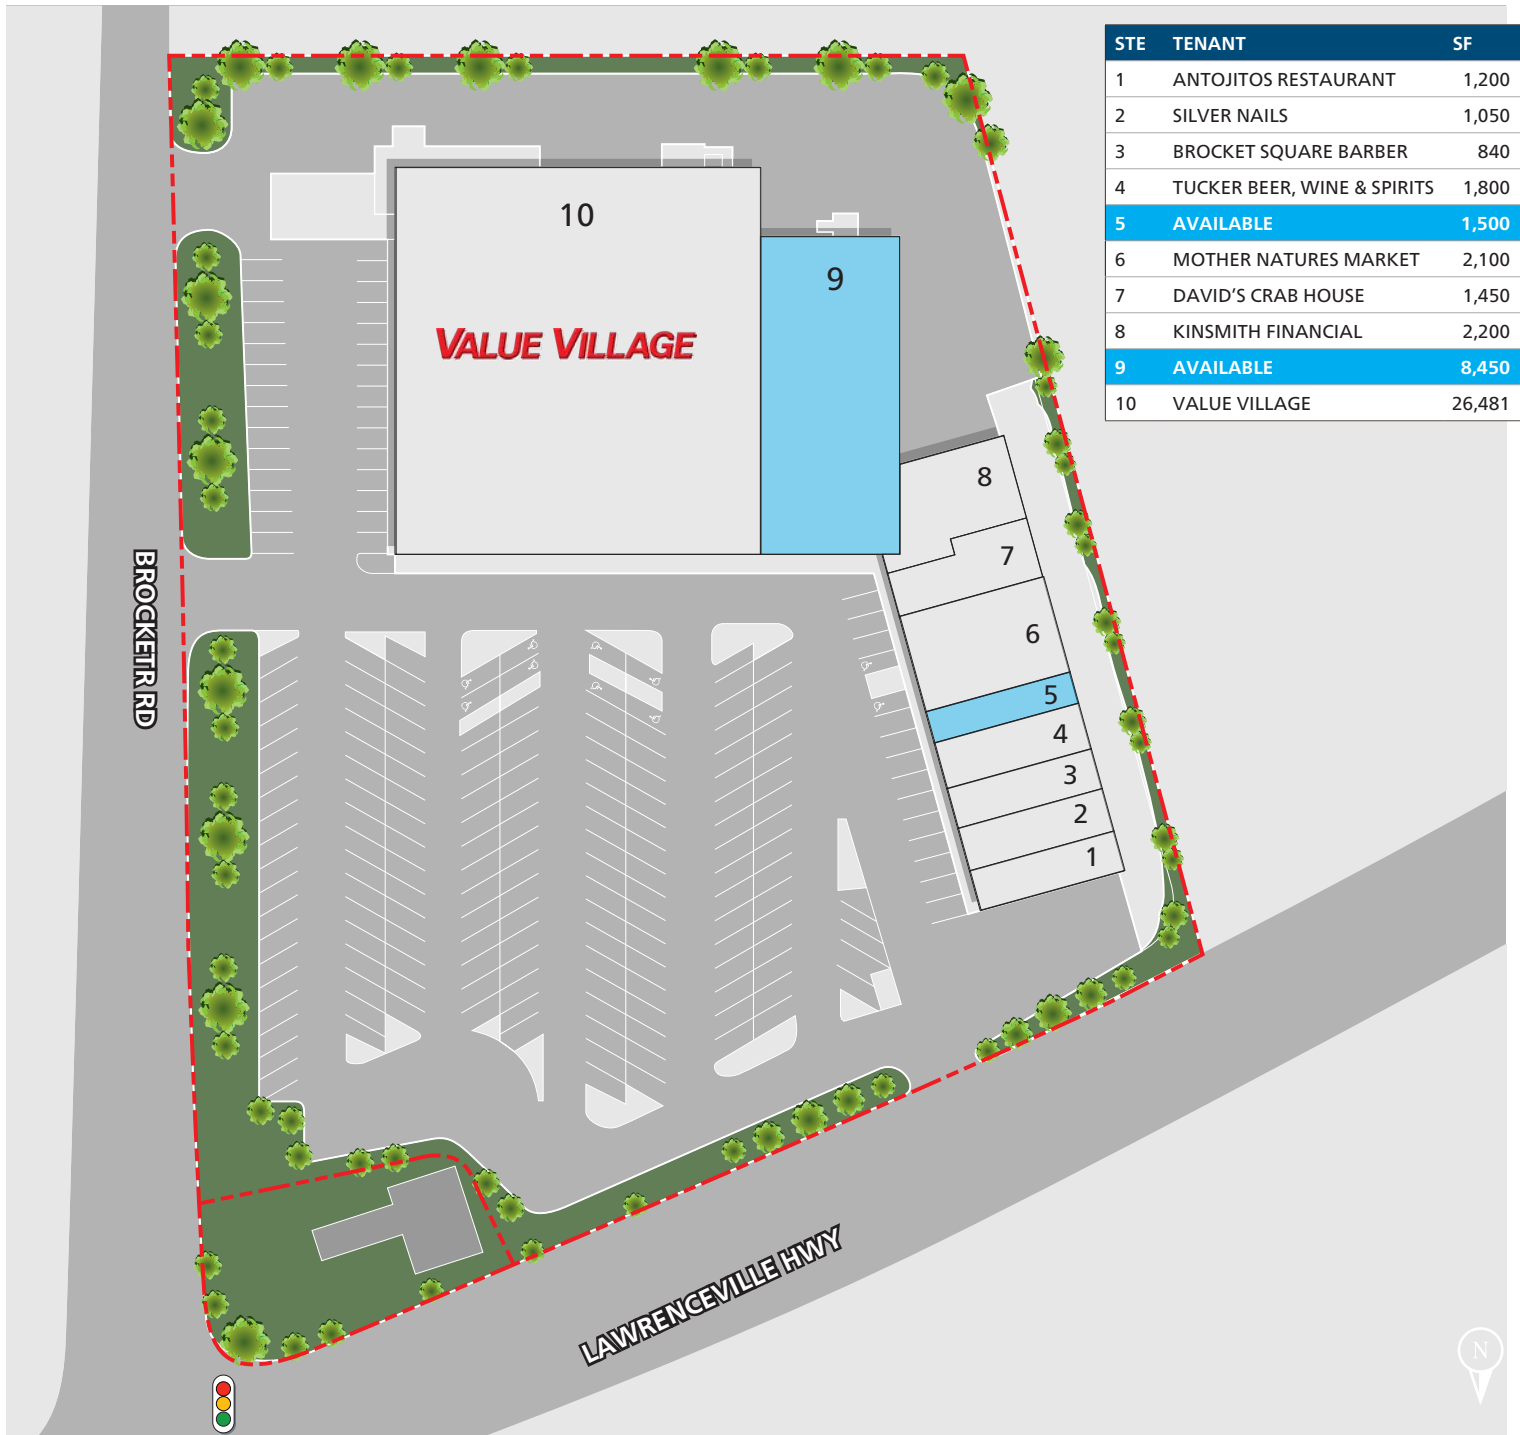 STE TENANT SF
1 ANTOJITOS RESTAURANT 1,200
2 SILVER NAILS 1,050
3 BROCKET SQUARE BARBER 840
4 TUCKER BEER, WINE & SPIRITS 1,800
5 AVAILABLE 1,500
6 MOTHER NATURES MARKET 2,100
7 DAVID'S CRAB HOUSE 1,450
8 KINSMITH FINANCIAL 2,200
9 AVAILABLE 8,450
10 VALUE VILLAGE 26,481
10
9
VALUE VILLAGE
8
7
6
5
4
3
2
1
BROCKETR RD
LAWRENCEVILLE HWY
N